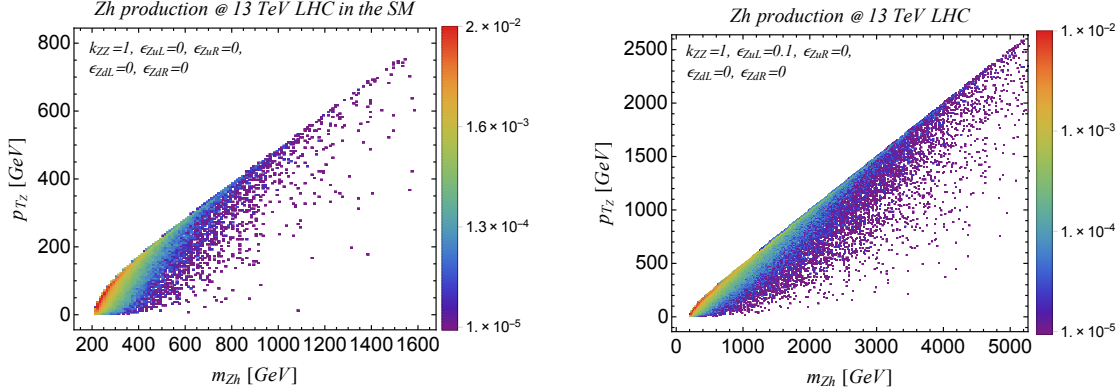 Zh production @ 13 TeV LHC in the SM
k_ZZ=1, ϵ_ZuL=0, ϵ_ZuR=0,
ϵ_ZdL=0, ϵ_ZdR=0
800
600
400
200
0
p_T_Z [GeV]
200 400 600 800 1000 1200 1400 1600
m_Zh [GeV]
2. × 10⁻²
1.6 × 10⁻³
1.3 × 10⁻⁴
1. × 10⁻⁵
Zh production @ 13 TeV LHC
k_ZZ=1, ϵ_ZuL=0.1, ϵ_ZuR=0,
ϵ_ZdL=0, ϵ_ZdR=0
2500
2000
1500
1000
500
0
p_T_Z [GeV]
0 1000 2000 3000 4000 5000
m_Zh [GeV]
1. × 10⁻²
1. × 10⁻³
1. × 10⁻⁴
1. × 10⁻⁵